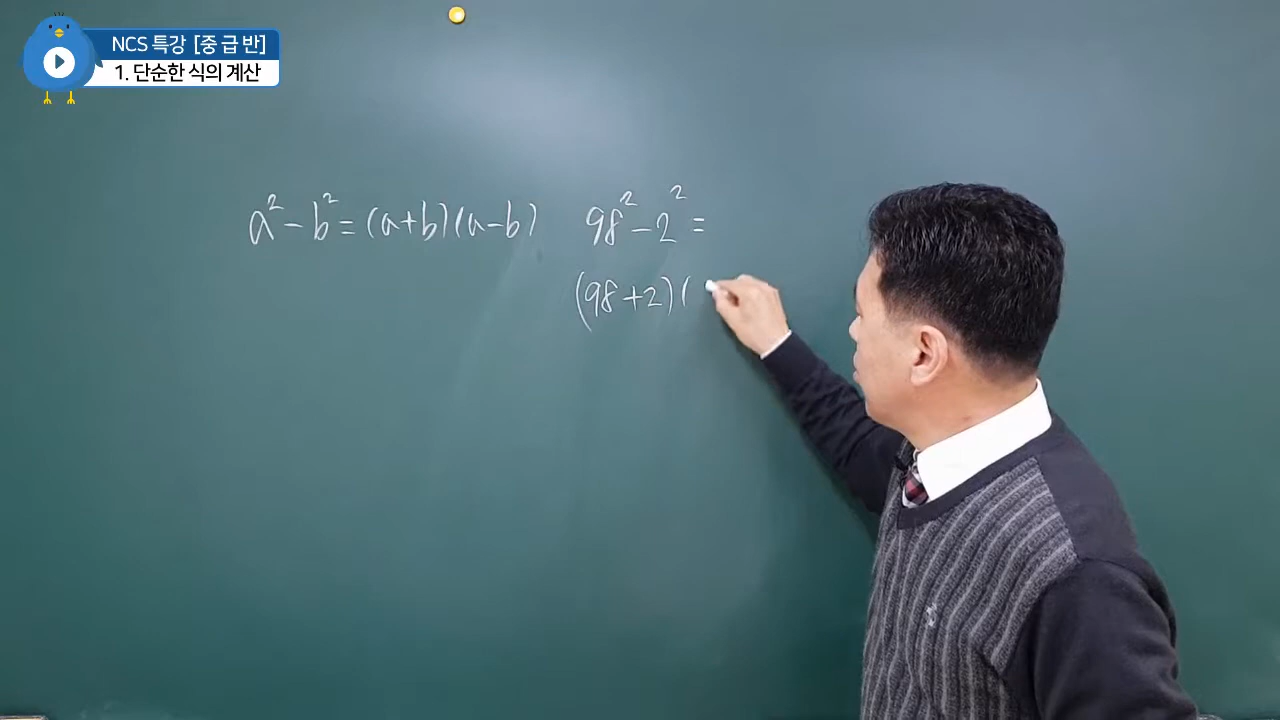 NCS 특강 [중급반]
1. 단순한 식의 계산
a² - b² = (a+b)(a-b) 98² - 2² =
(98+2)(